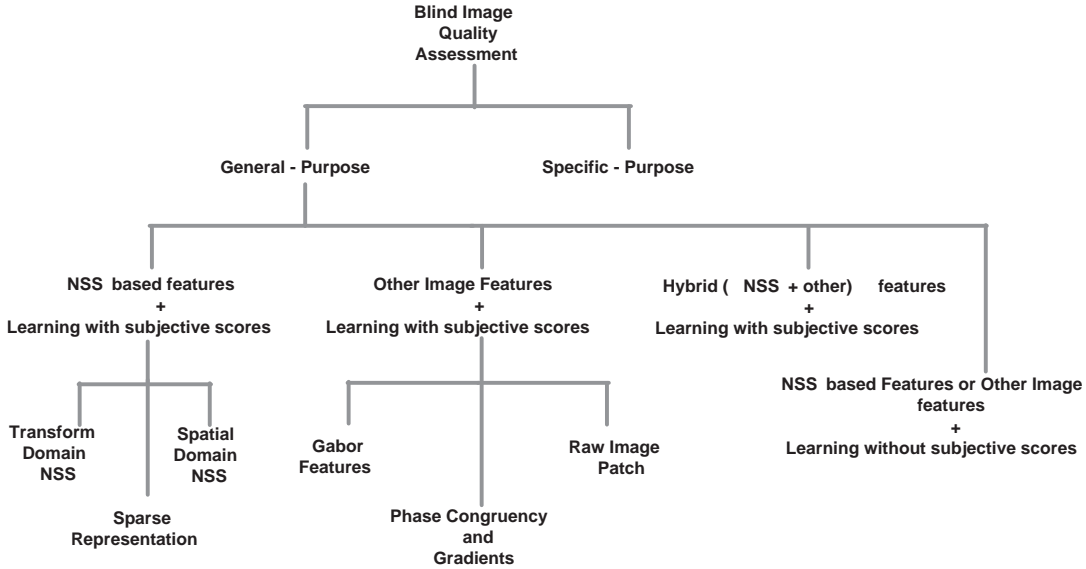 Blind Image
Quality
Assessment
General - Purpose
Specific - Purpose
NSS based features
+
Learning with subjective scores
Other Image Features
+
Learning with subjective scores
Hybrid ( NSS + other) features
+
Learning with subjective scores
NSS based Features or Other Image
features
+
Learning without subjective scores
Transform
Domain
NSS
Sparse
Representation
Spatial
Domain
NSS
Gabor
Features
Phase Congruency
and
Gradients
Raw Image
Patch